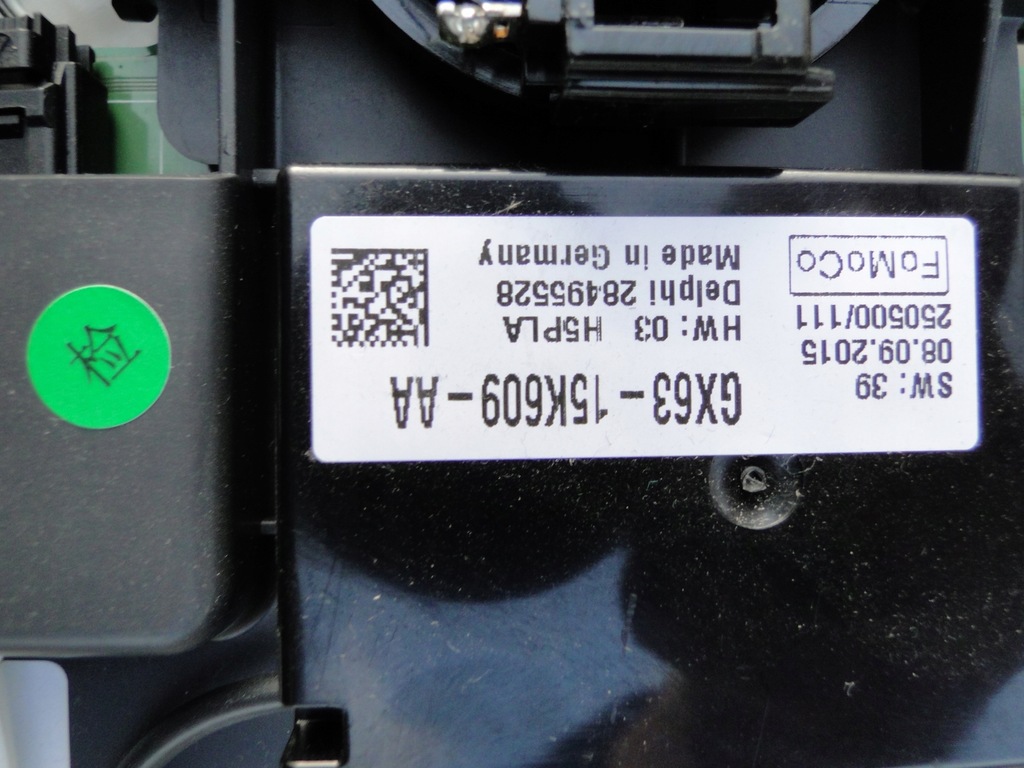 GX63-15K609-AA
SW: 39
08.09.2015
250500/111
HW: 03 H5PLA
Delphi 28495528
Made in Germany
FoMoCo
检